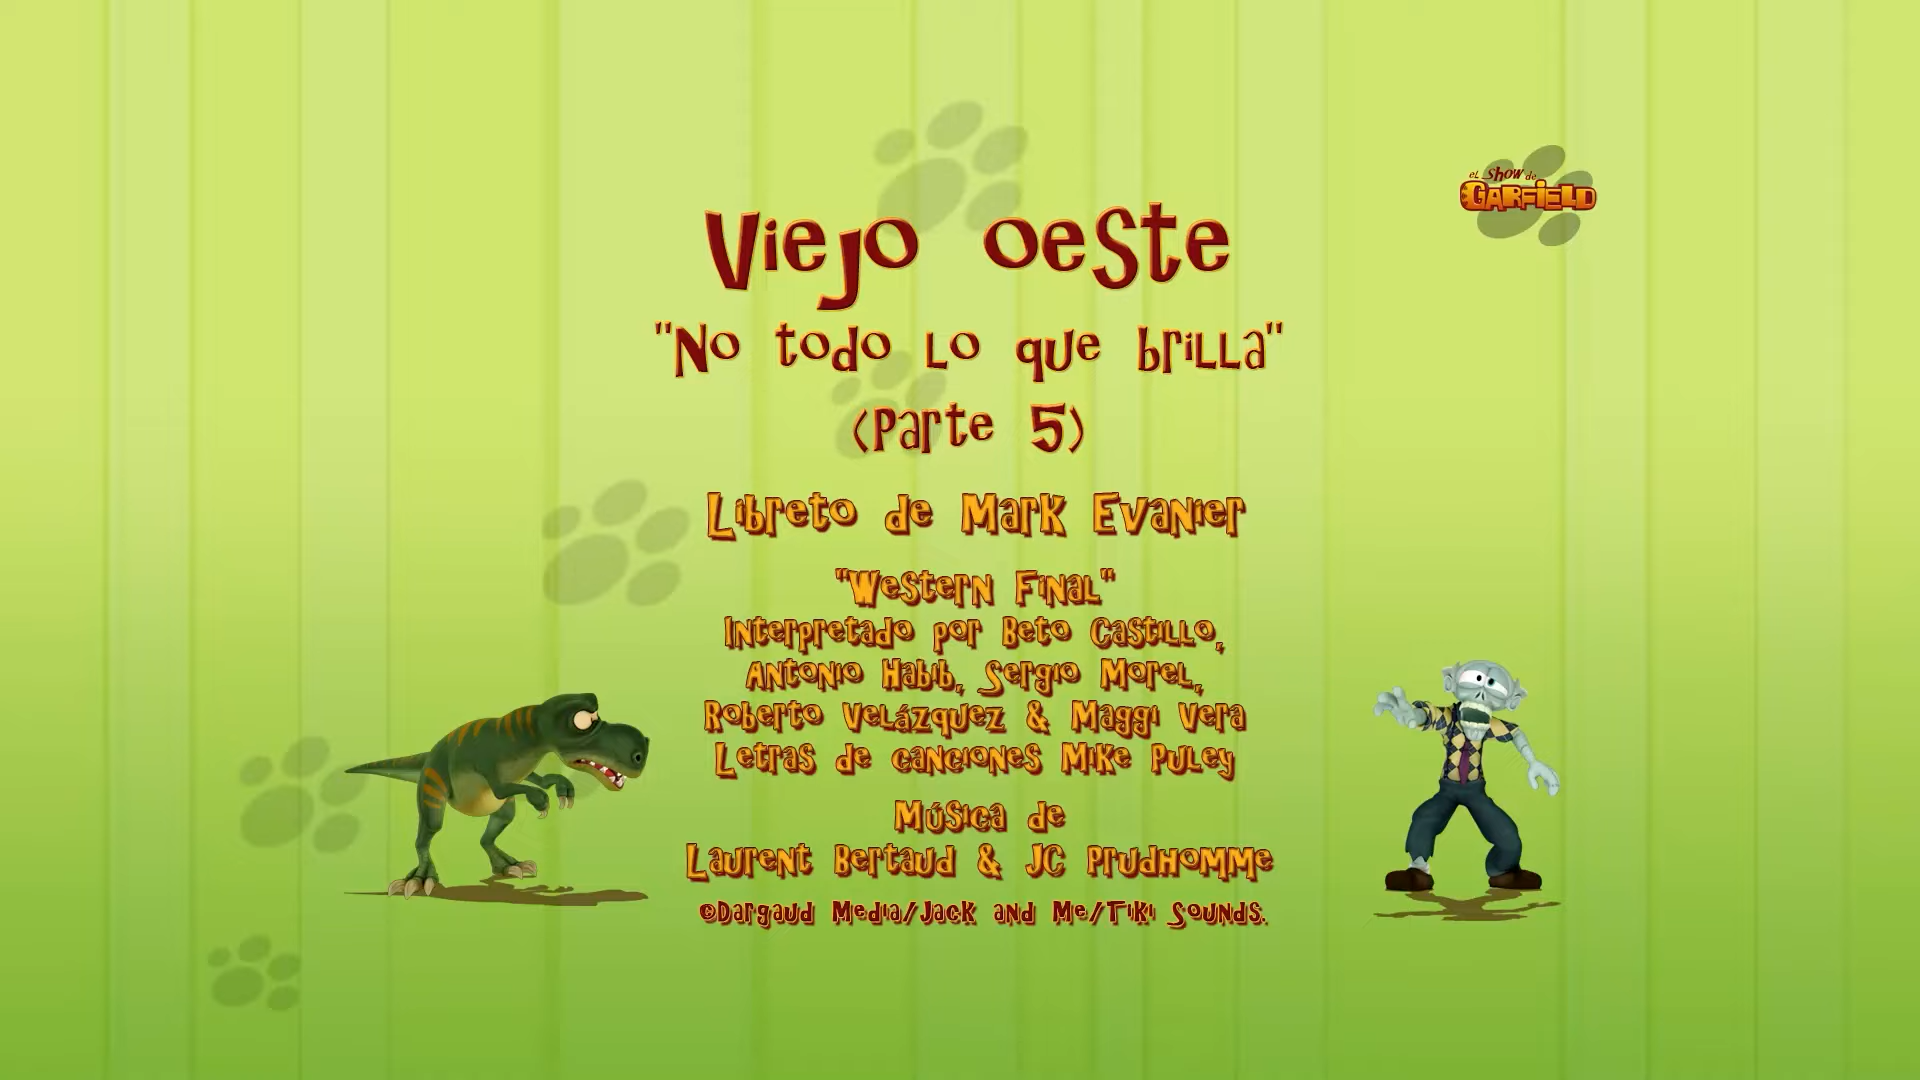 el Show de
GARFIELD
Viejo oeste
"No todo lo que brilla"
(Parte 5)
Libreto de Mark Evanier
"Western Final"
Interpretado por Beto Castillo,
Antonio Habib, Sergio Morel,
Roberto Velázquez & Maggi Vera
Letras de canciones Mike Puley
Música de
Laurent Bertaud & JC Prudhomme
©Dargaud Media/Jack and Me/Tiki Sounds.